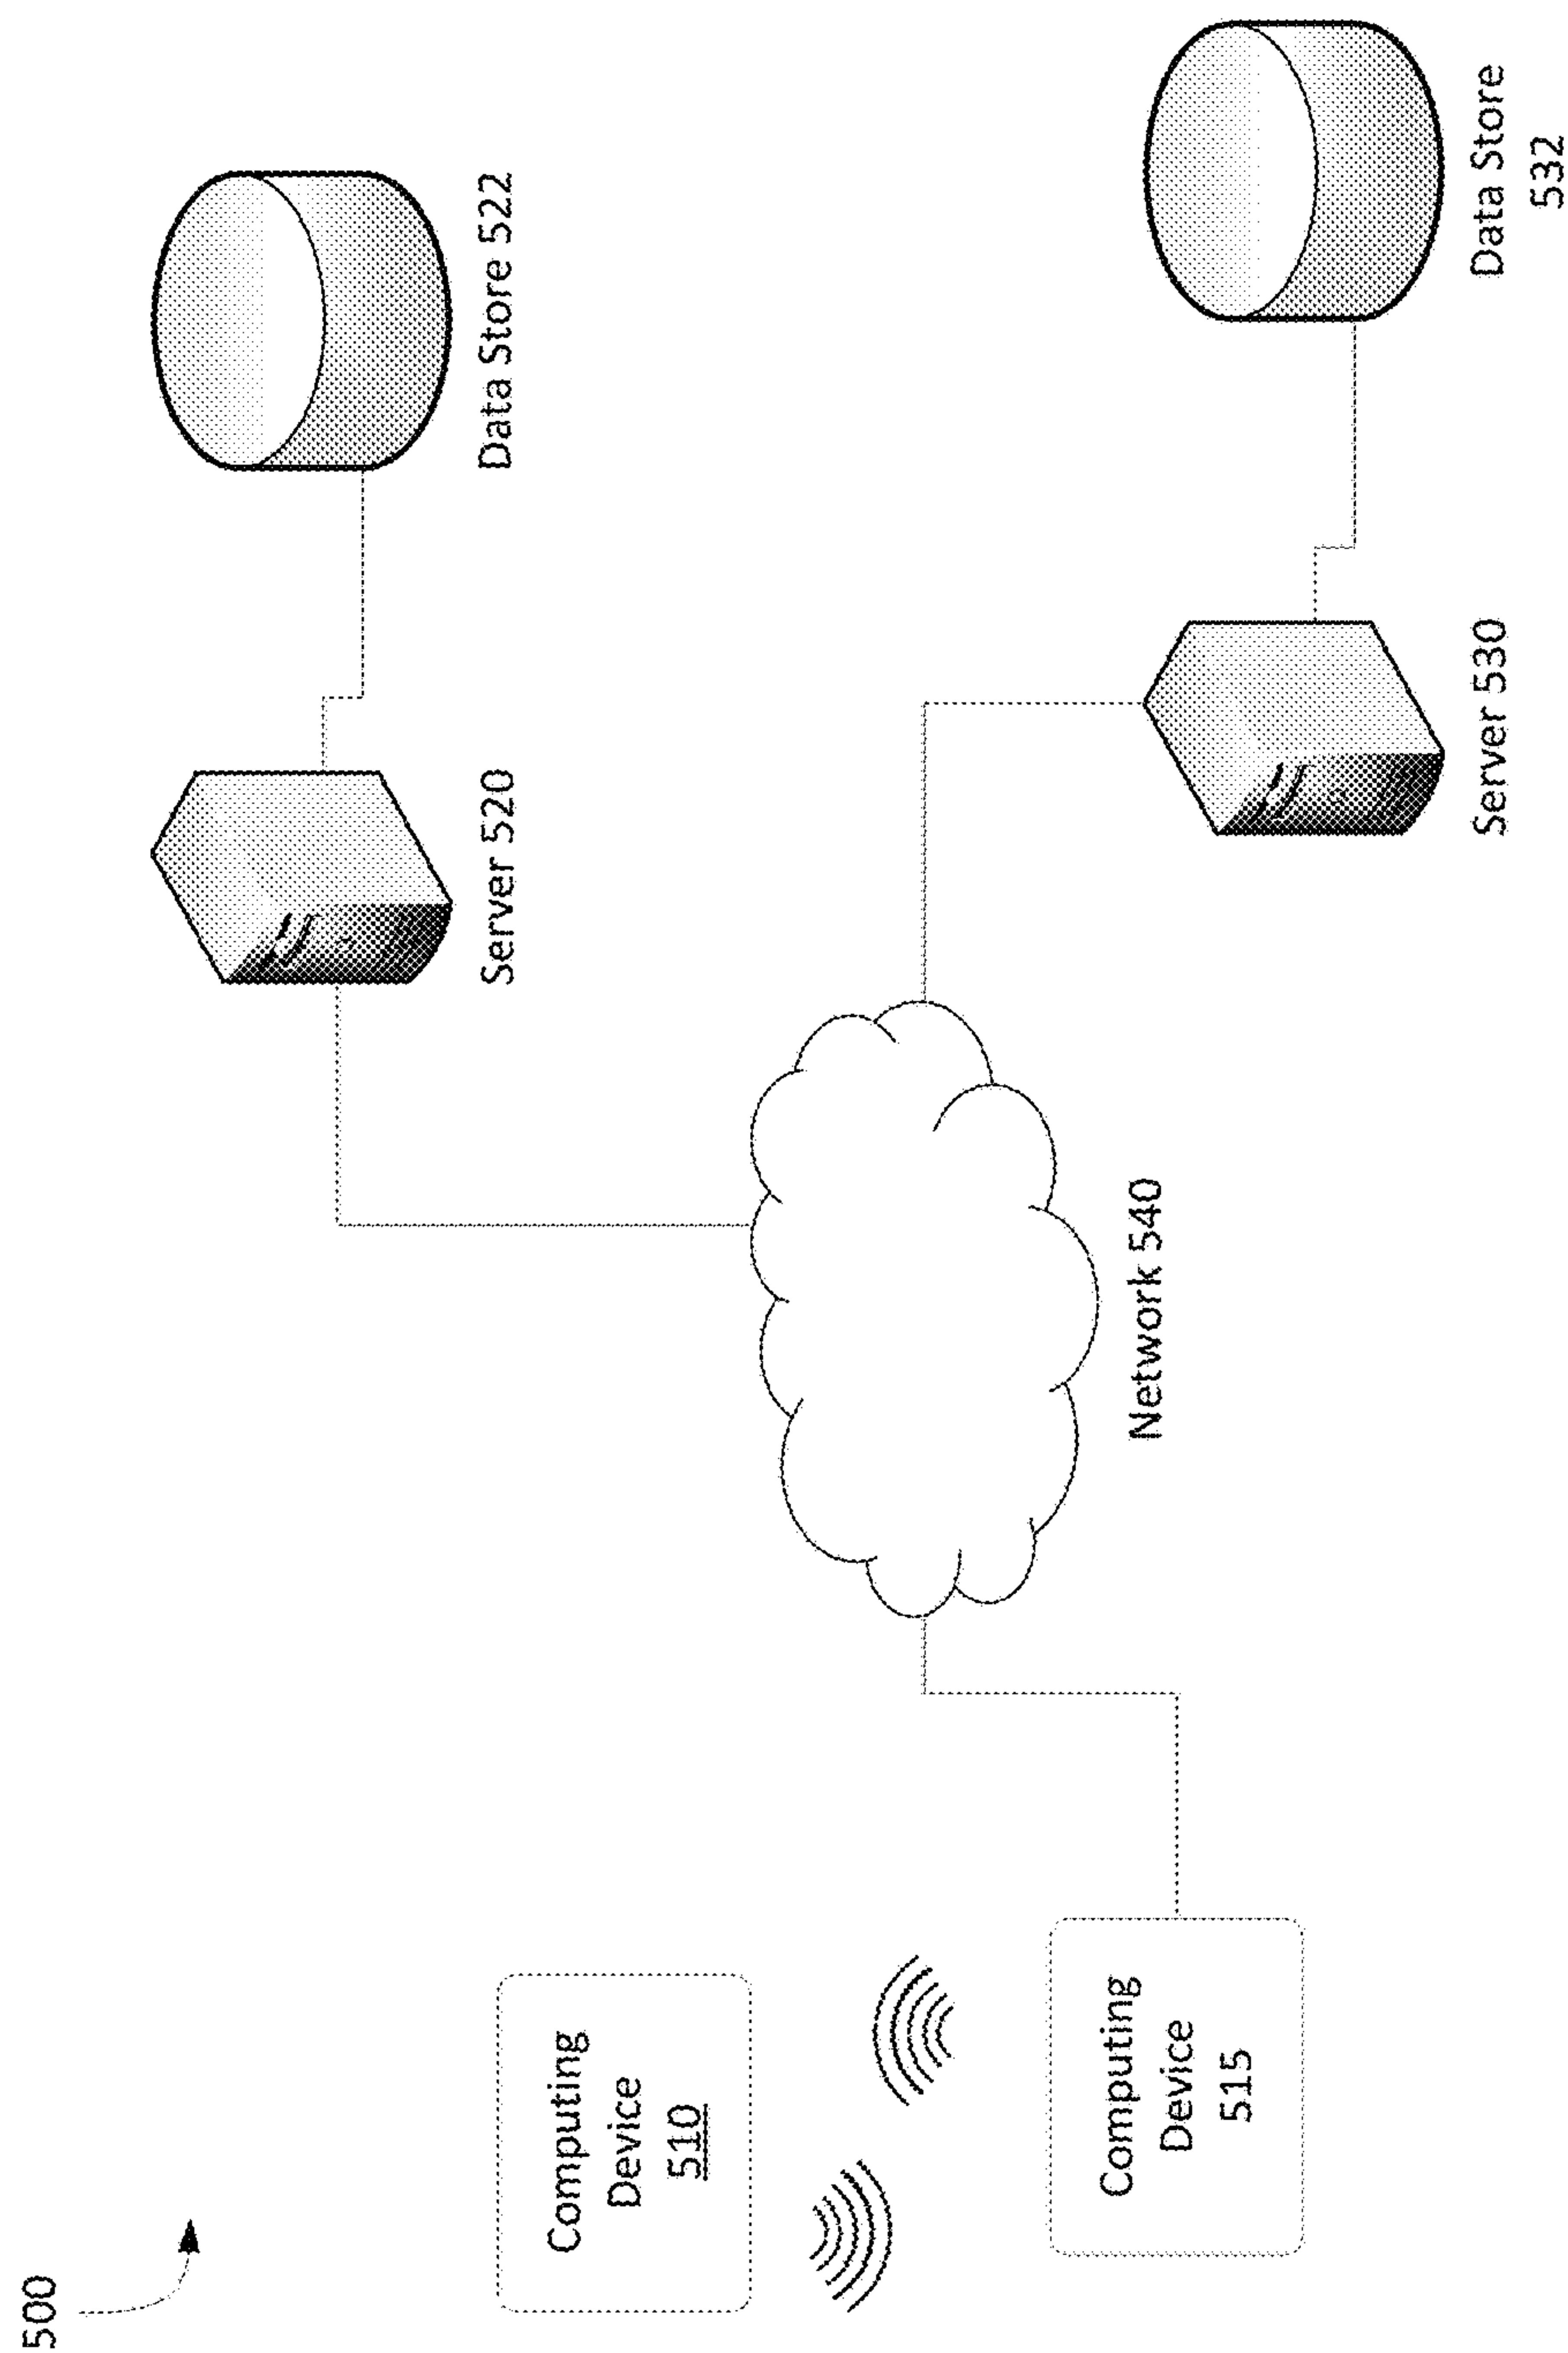 500
Computing
Device
510
Computing
Device
515
Network 540
Server 520
Data Store 522
Server 530
Data Store
532